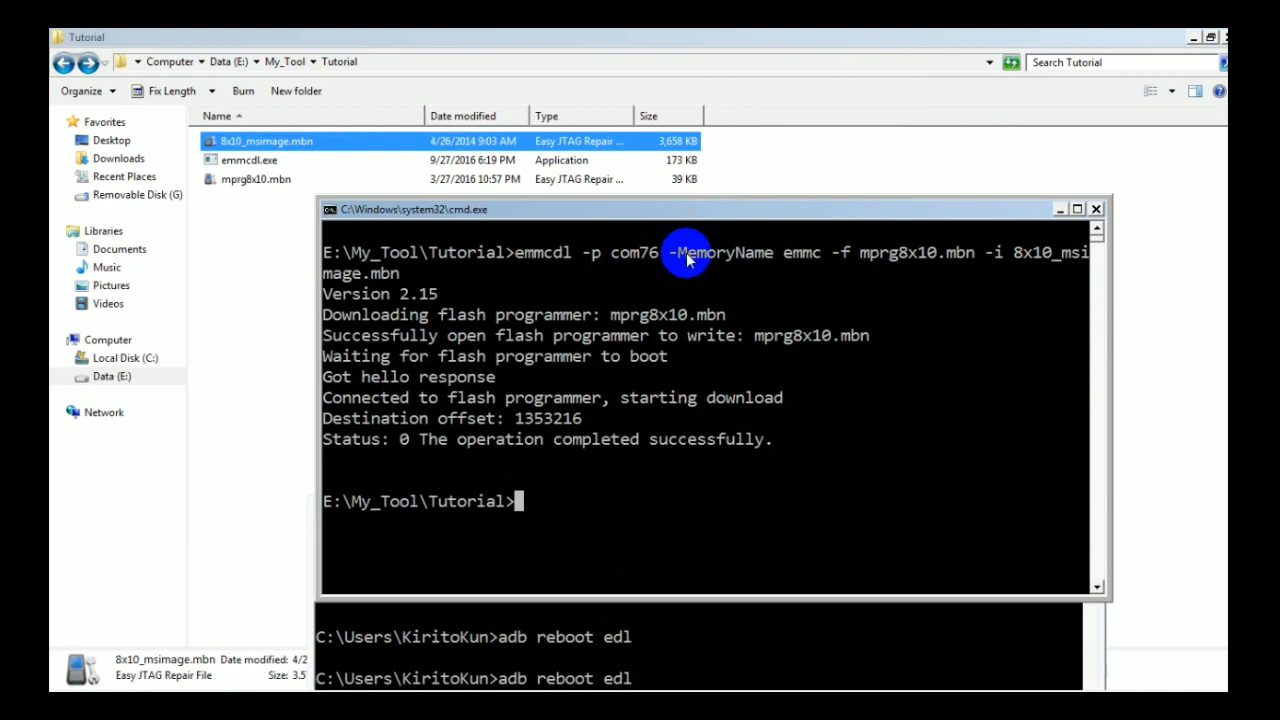 Tutorial
Computer Data (E:) My_Tool Tutorial
Search Tutorial
Organize Fix Length Burn New folder
Name Date modified Type Size
Favorites
Desktop
Downloads
Recent Places
Removable Disk (G)
Libraries
Documents
Music
Pictures
Videos
Computer
Local Disk (C:)
Data (E:)
Network
8x10_msimage.mbn 4/26/2014 9:03 AM Easy JTAG Repair ... 3,658 KB
emmcdl.exe 9/27/2016 6:19 PM Application 173 KB
mprg8x10.mbn 3/27/2016 10:57 PM Easy JTAG Repair ... 39 KB
C:\Windows\system32\cmd.exe
E:\My_Tool\Tutorial>emmcdl -p com76 -MemoryName emmc -f mprg8x10.mbn -i 8x10_msi
mage.mbn
Version 2.15
Downloading flash programmer: mprg8x10.mbn
Successfully open flash programmer to write: mprg8x10.mbn
Waiting for flash programmer to boot
Got hello response
Connected to flash programmer, starting download
Destination offset: 1353216
Status: 0 The operation completed successfully.
E:\My_Tool\Tutorial>
C:\Users\KiritoKun>adb reboot edl
C:\Users\KiritoKun>adb reboot edl
8x10_msimage.mbn Date modified: 4/2
Easy JTAG Repair File Size: 3.5